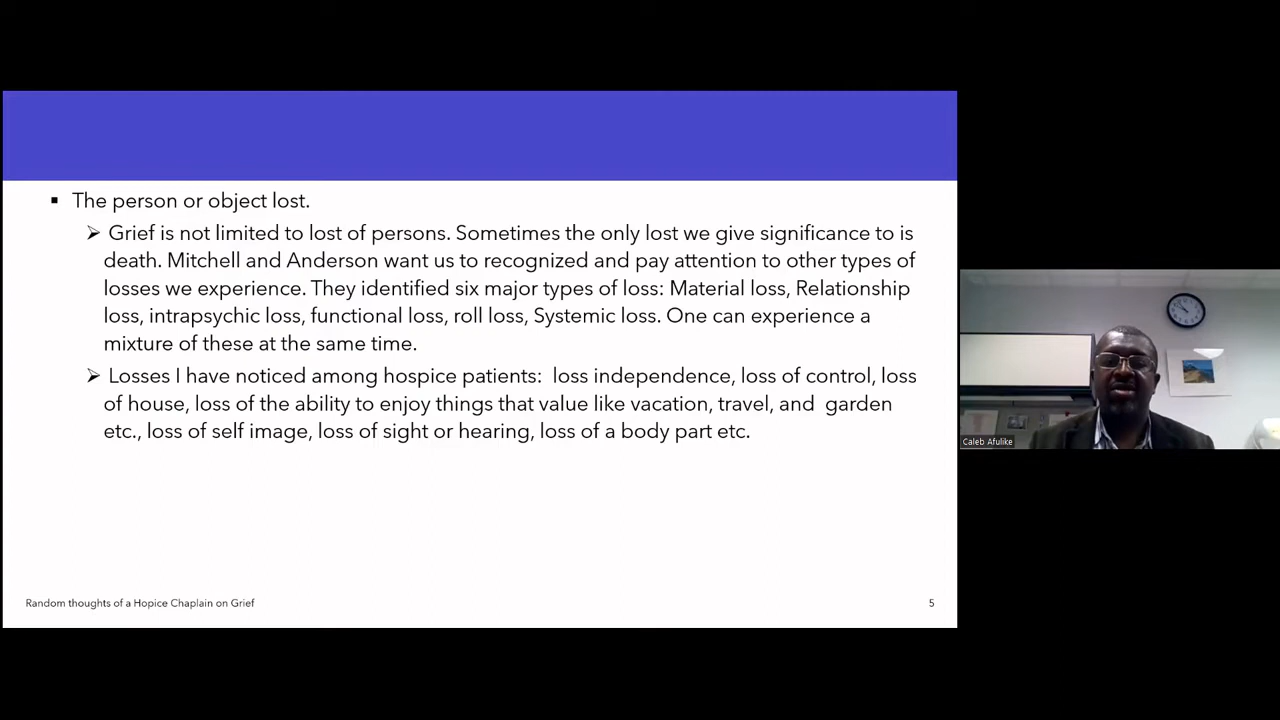 ▪ The person or object lost.
➢ Grief is not limited to lost of persons. Sometimes the only lost we give significance to is
death. Mitchell and Anderson want us to recognized and pay attention to other types of
losses we experience. They identified six major types of loss: Material loss, Relationship
loss, intrapsychic loss, functional loss, roll loss, Systemic loss. One can experience a
mixture of these at the same time.
➢ Losses I have noticed among hospice patients:  loss independence, loss of control, loss
of house, loss of the ability to enjoy things that value like vacation, travel, and  garden
etc., loss of self image, loss of sight or hearing, loss of a body part etc.
Random thoughts of a Hopice Chaplain on Grief
5
Caleb Afulike